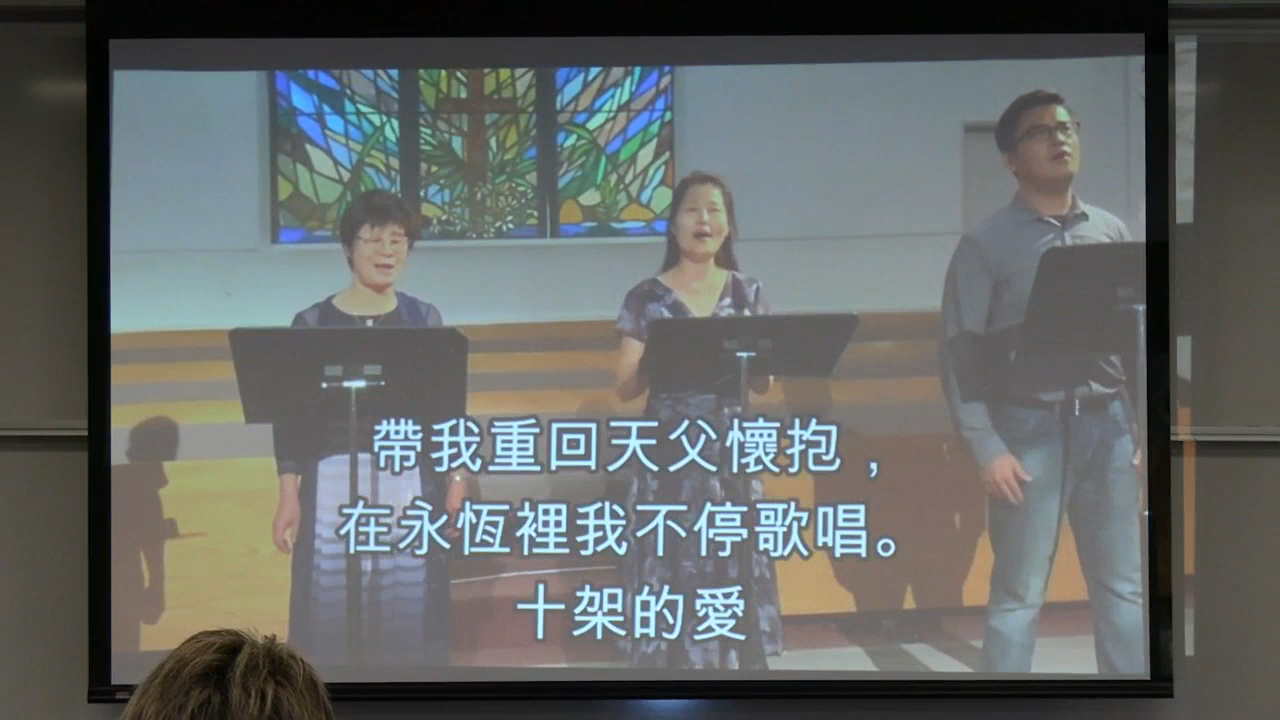 帶我重回天父懷抱，
在永恆裡我不停歌唱。
十架的愛